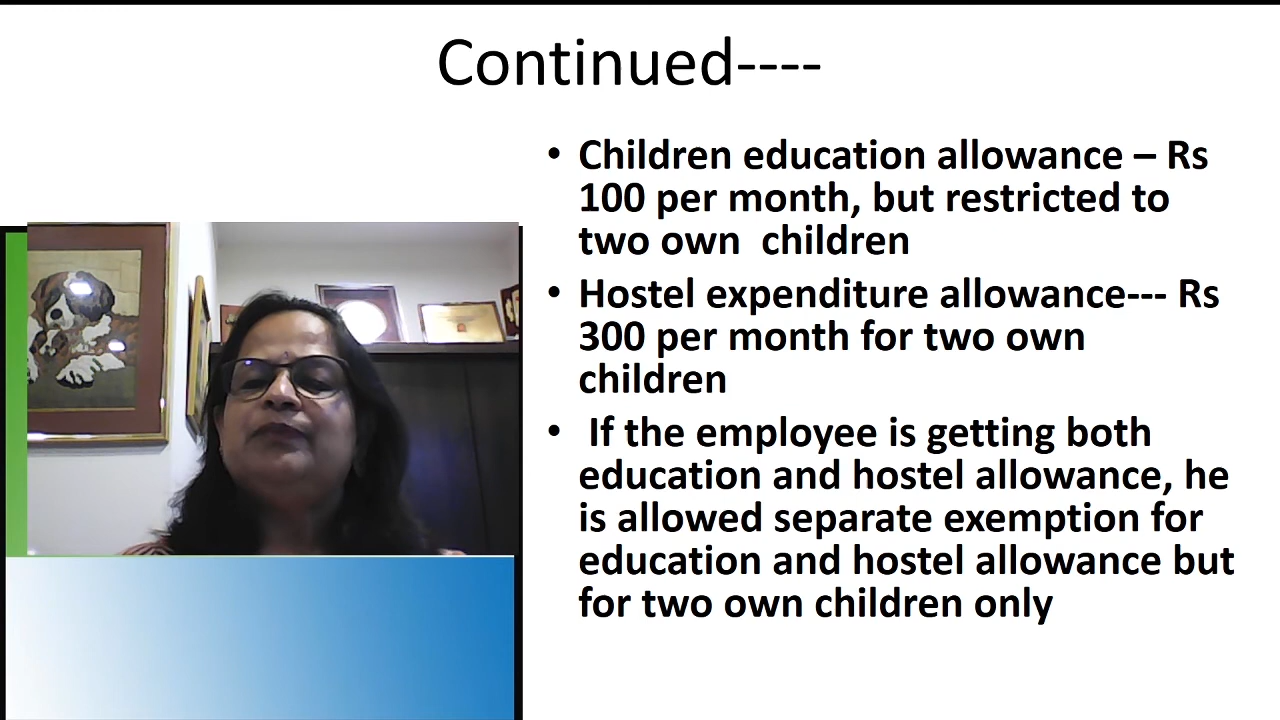 Continued----
• Children education allowance – Rs
100 per month, but restricted to
two own  children
• Hostel expenditure allowance--- Rs
300 per month for two own
children
•  If the employee is getting both
education and hostel allowance, he
is allowed separate exemption for
education and hostel allowance but
for two own children only